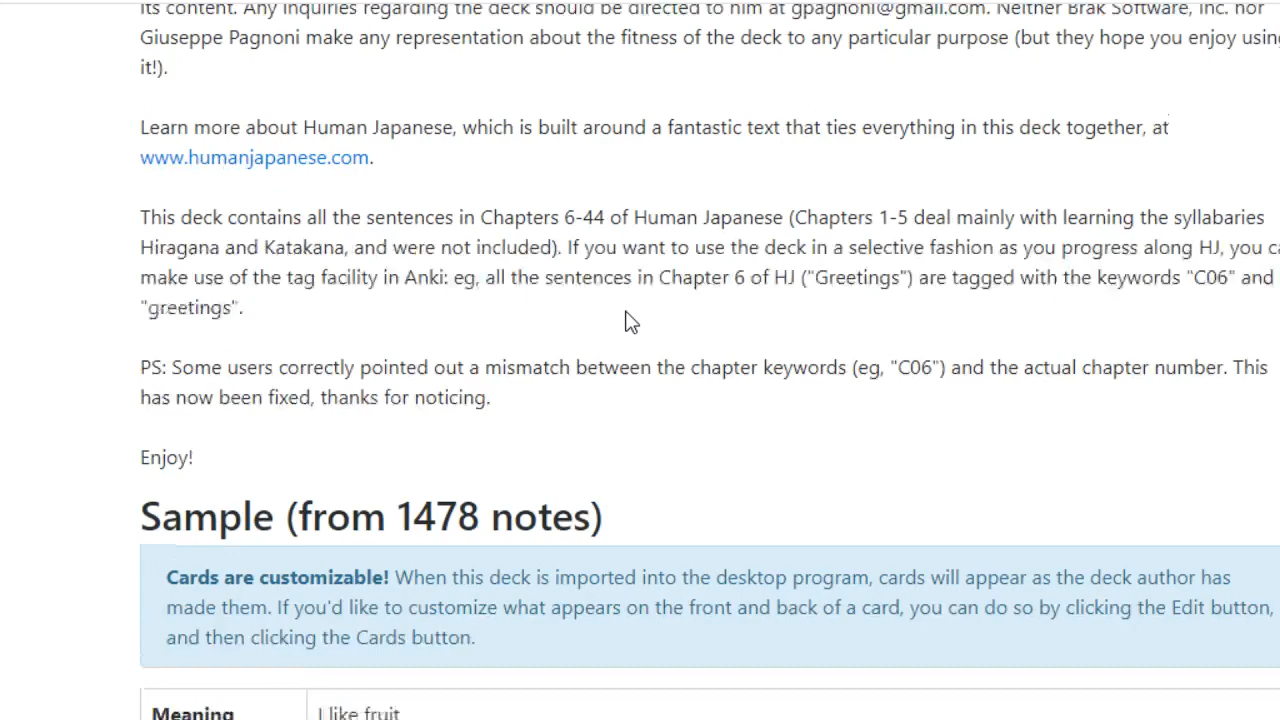 its content. Any inquiries regarding the deck should be directed to him at gpagnoni@gmail.com. Neither Brak Software, Inc. nor
Giuseppe Pagnoni make any representation about the fitness of the deck to any particular purpose (but they hope you enjoy using
it!).
Learn more about Human Japanese, which is built around a fantastic text that ties everything in this deck together, at
www.humanjapanese.com.
This deck contains all the sentences in Chapters 6-44 of Human Japanese (Chapters 1-5 deal mainly with learning the syllabaries
Hiragana and Katakana, and were not included). If you want to use the deck in a selective fashion as you progress along HJ, you ca
make use of the tag facility in Anki: eg, all the sentences in Chapter 6 of HJ ("Greetings") are tagged with the keywords "C06" and
"greetings".
PS: Some users correctly pointed out a mismatch between the chapter keywords (eg, "C06") and the actual chapter number. This
has now been fixed, thanks for noticing.
Enjoy!
Sample (from 1478 notes)
Cards are customizable! When this deck is imported into the desktop program, cards will appear as the deck author has
made them. If you'd like to customize what appears on the front and back of a card, you can do so by clicking the Edit button,
and then clicking the Cards button.
Meaning I like fruit